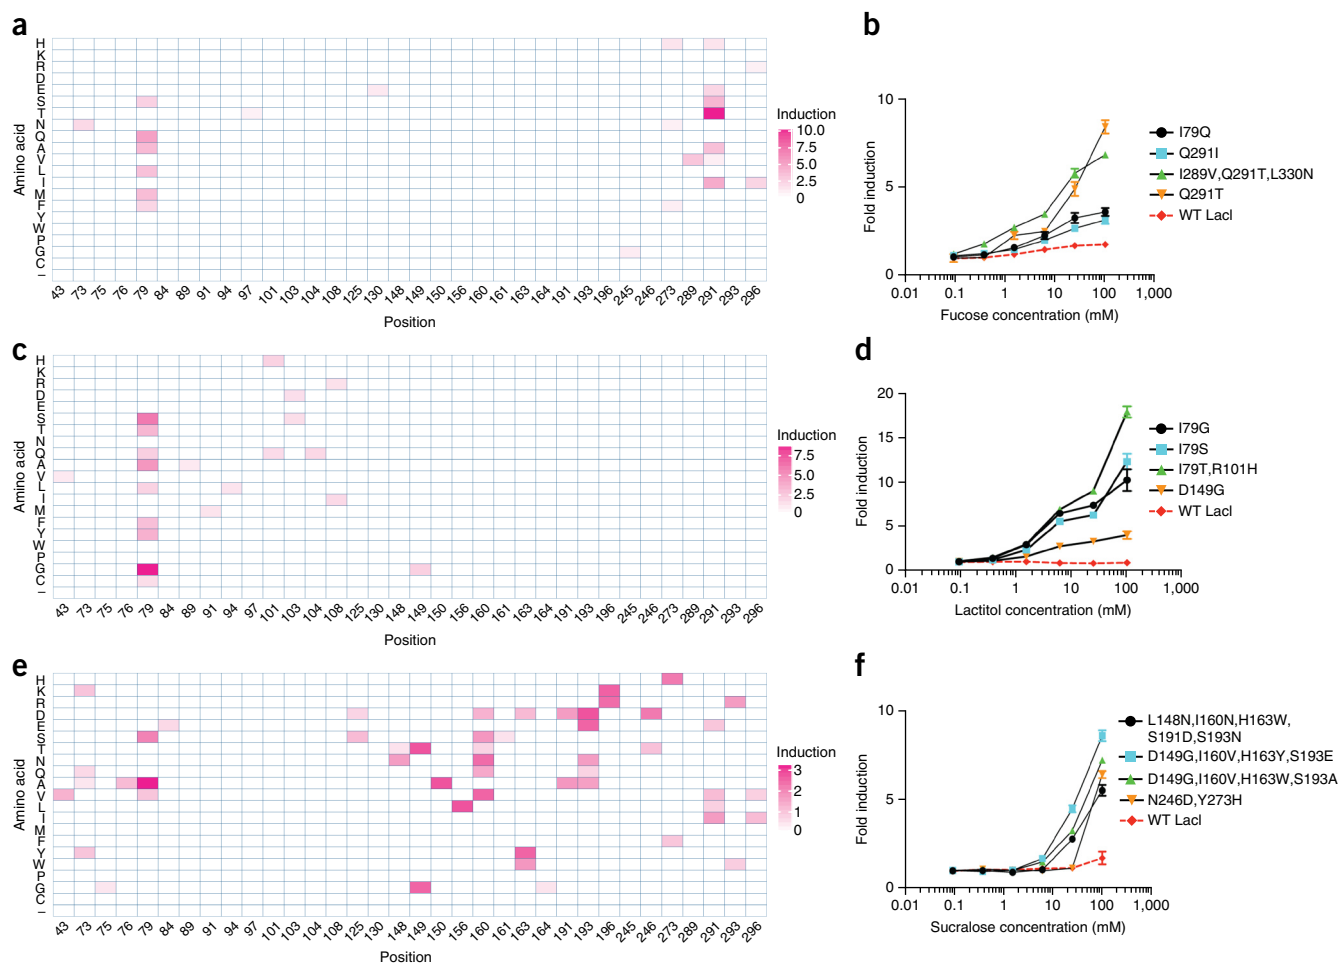 a
H
K
R
D
E
S
T
N
Q
A
V
L
I
M
F
Y
W
P
G
C
–
Amino acid
43 73 75 76 79 84 89 91 94 97 101 103 104 108 125 130 148 149 150 156 160 161 163 164 191 193 196 245 246 273 289 291 293 296
Position
Induction
10.0
7.5
5.0
2.5
0
b
10
5
0
Fold induction
0.01 0.1 1 10 100 1,000
Fucose concentration (mM)
I79Q
Q291I
I289V,Q291T,L330N
Q291T
WT LacI
c
H
K
R
D
E
S
T
N
Q
A
V
L
I
M
F
Y
W
P
G
C
–
Amino acid
43 73 75 76 79 84 89 91 94 97 101 103 104 108 125 130 148 149 150 156 160 161 163 164 191 193 196 245 246 273 289 291 293 296
Position
Induction
7.5
5.0
2.5
0
d
20
15
10
5
0
Fold induction
0.01 0.1 1 10 100 1,000
Lactitol concentration (mM)
I79G
I79S
I79T,R101H
D149G
WT LacI
e
H
K
R
D
E
S
T
N
Q
A
V
L
I
M
F
Y
W
P
G
C
–
Amino acid
43 73 75 76 79 84 89 91 94 97 101 103 104 108 125 130 148 149 150 156 160 161 163 164 191 193 196 245 246 273 289 291 293 296
Position
Induction
3
2
1
0
f
10
5
0
Fold induction
0.01 0.1 1 10 100 1,000
Sucralose concentration (mM)
L148N,I160N,H163W,
S191D,S193N
D149G,I160V,H163Y,S193E
D149G,I160V,H163W,S193A
N246D,Y273H
WT LacI